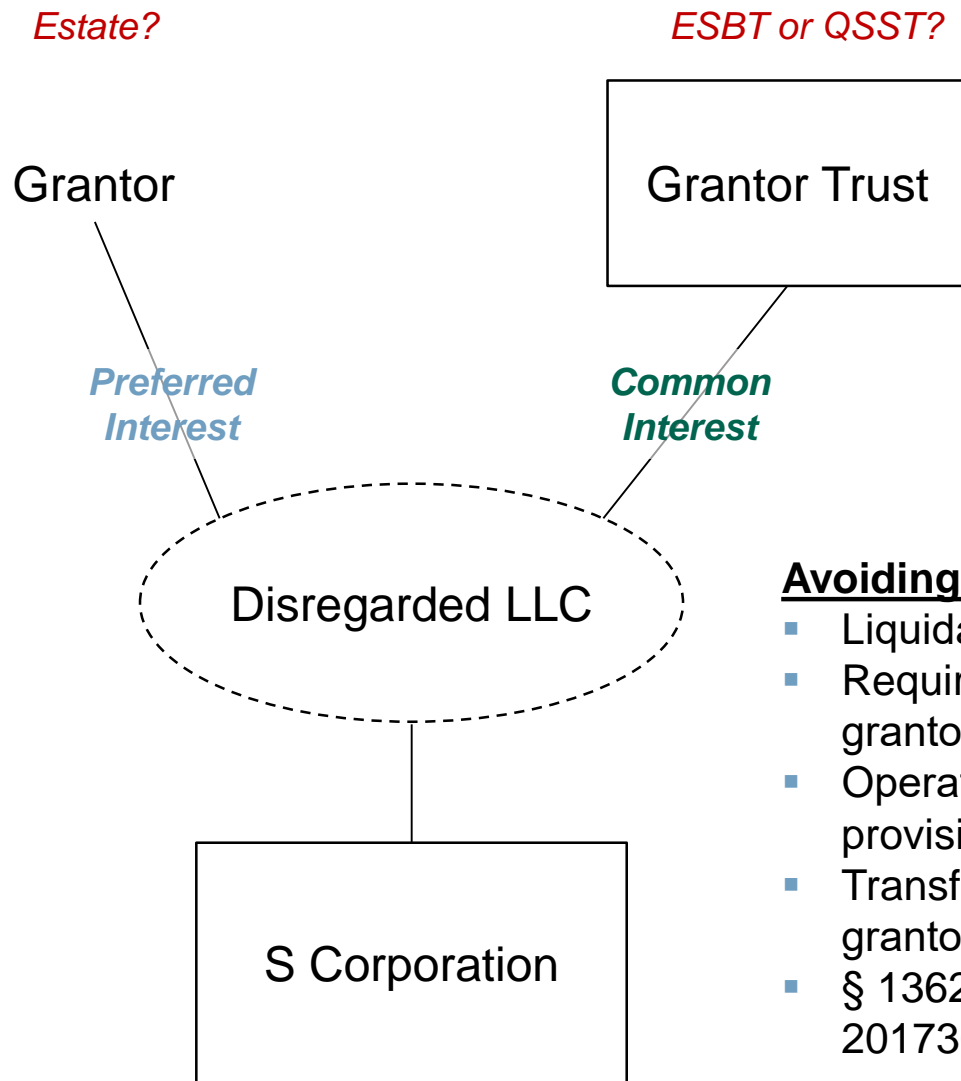 Estate?
ESBT or QSST?
Grantor
Grantor Trust
Preferred
Interest
Common
Interest
Disregarded LLC
Avoiding
▪ Liquida
▪ Requir
granto
▪ Operat
provisi
▪ Transf
granto
▪ § 1362
20173
S Corporation